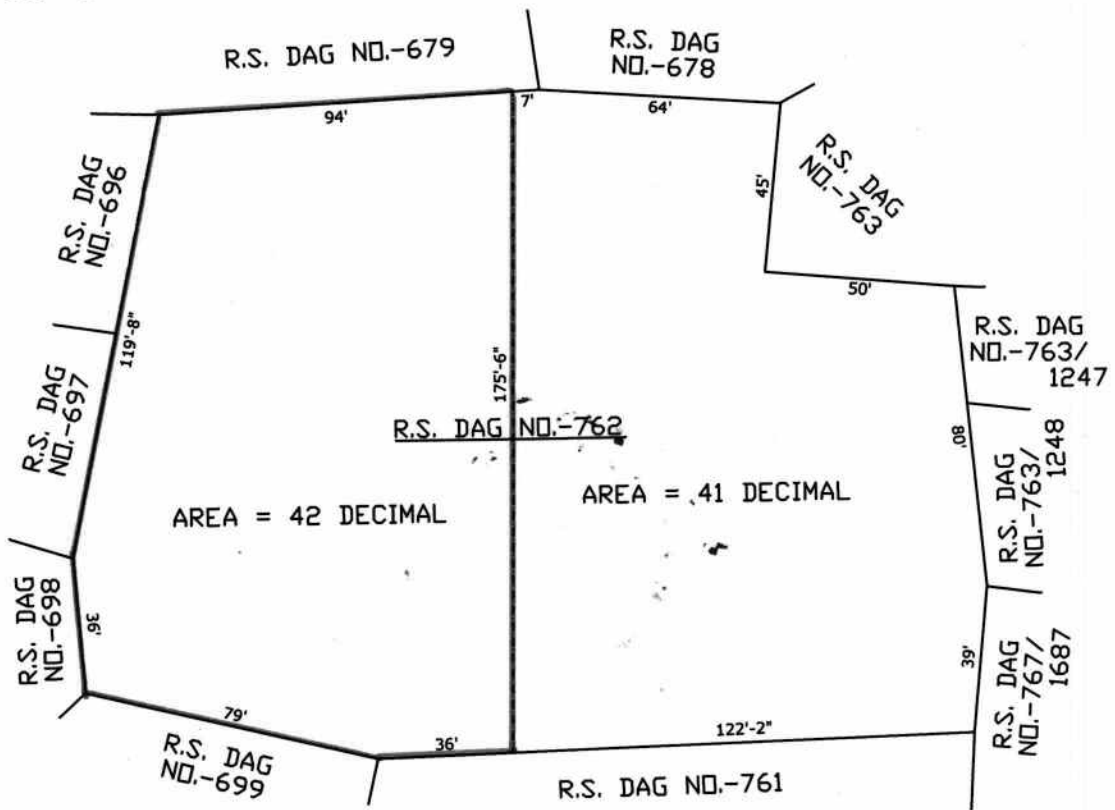 R.S. DAG NO.-679
R.S. DAG
NO.-678
94'
7'
64'
R.S. DAG
NO.-696
45'
R.S. DAG
NO.-763
50'
119'-8"
175'-6"
R.S. DAG
NO.-763/
1247
R.S. DAG
NO.-697
R.S. DAG NO.-762
80'
R.S. DAG
NO.-763/
1248
AREA = 42 DECIMAL
AREA = 41 DECIMAL
R.S. DAG
NO.-698
36'
39'
R.S. DAG
NO.-767/
1687
79'
36'
122'-2"
R.S. DAG
NO.-699
R.S. DAG NO.-761